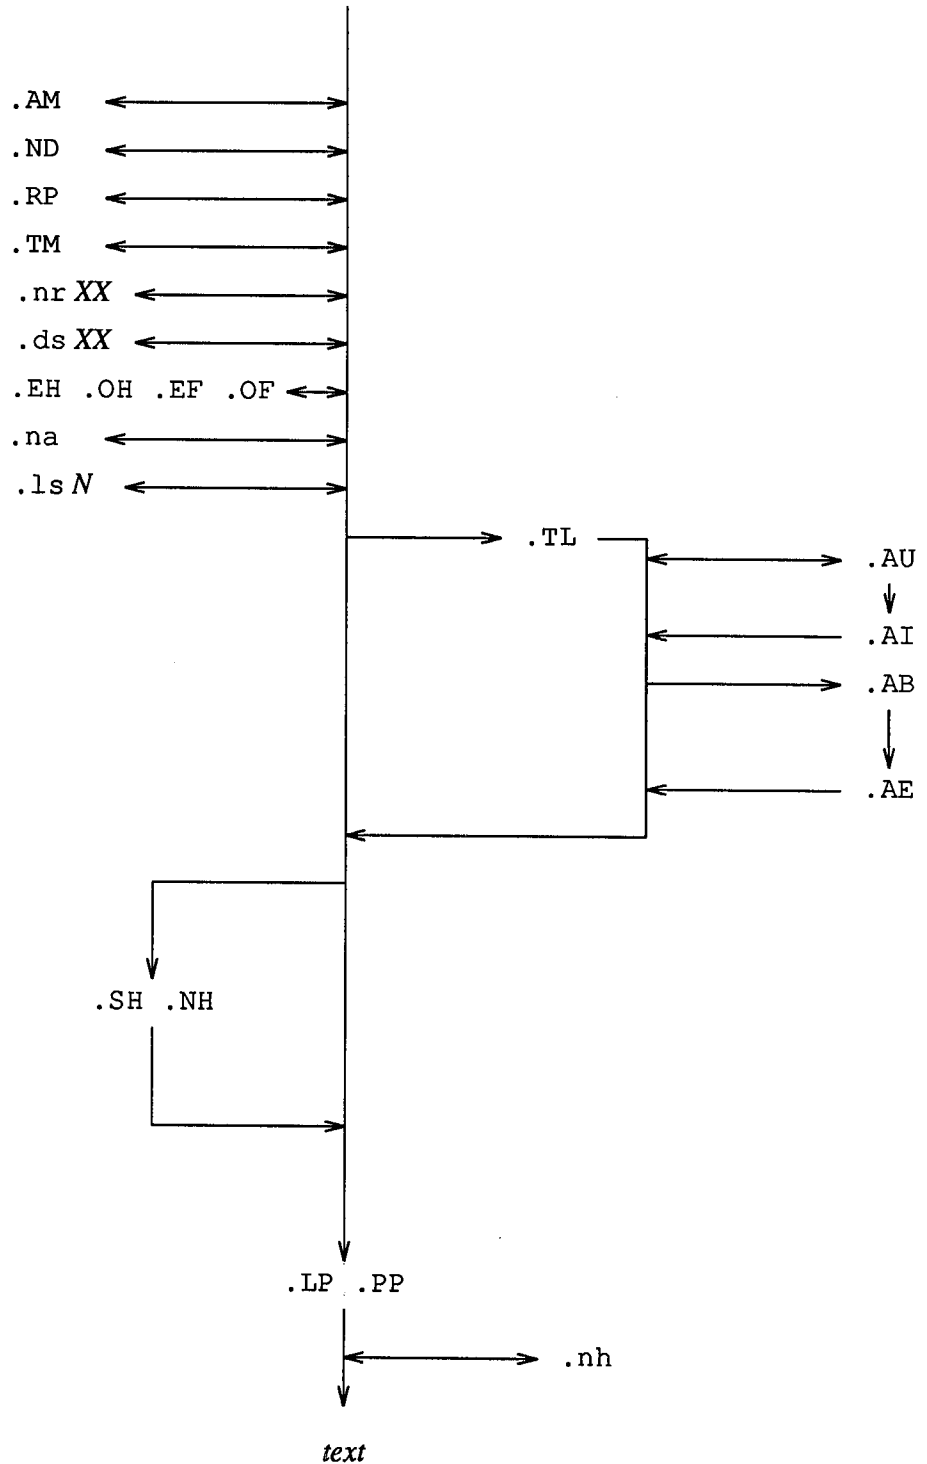 .AM
.ND
.RP
.TM
.nr XX
.ds XX
.EH .OH .EF .OF
.na
.ls N
.TL
.AU
.AI
.AB
.AE
.SH .NH
.LP .PP
.nh
text